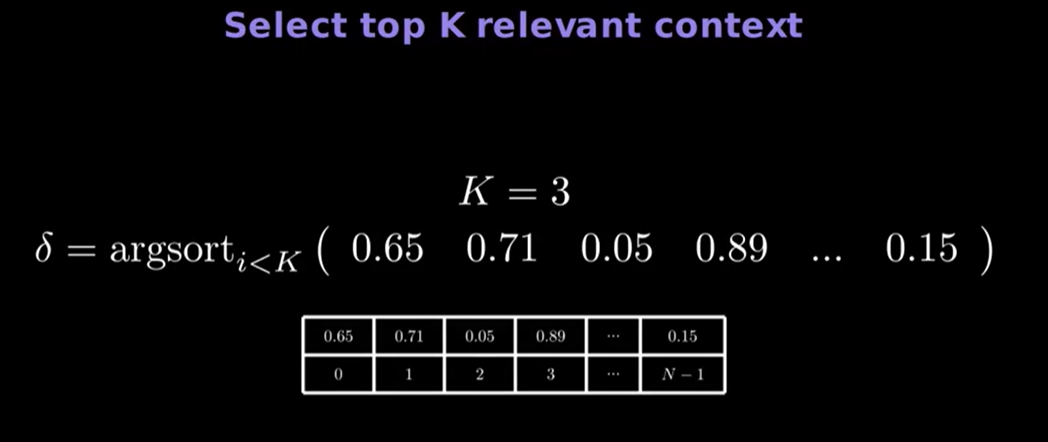 Select top K relevant context
K = 3
δ = argsort_{i<K} ( 0.65 0.71 0.05 0.89 ... 0.15 )
0.65 0.71 0.05 0.89 ... 0.15
0 1 2 3 ... N − 1